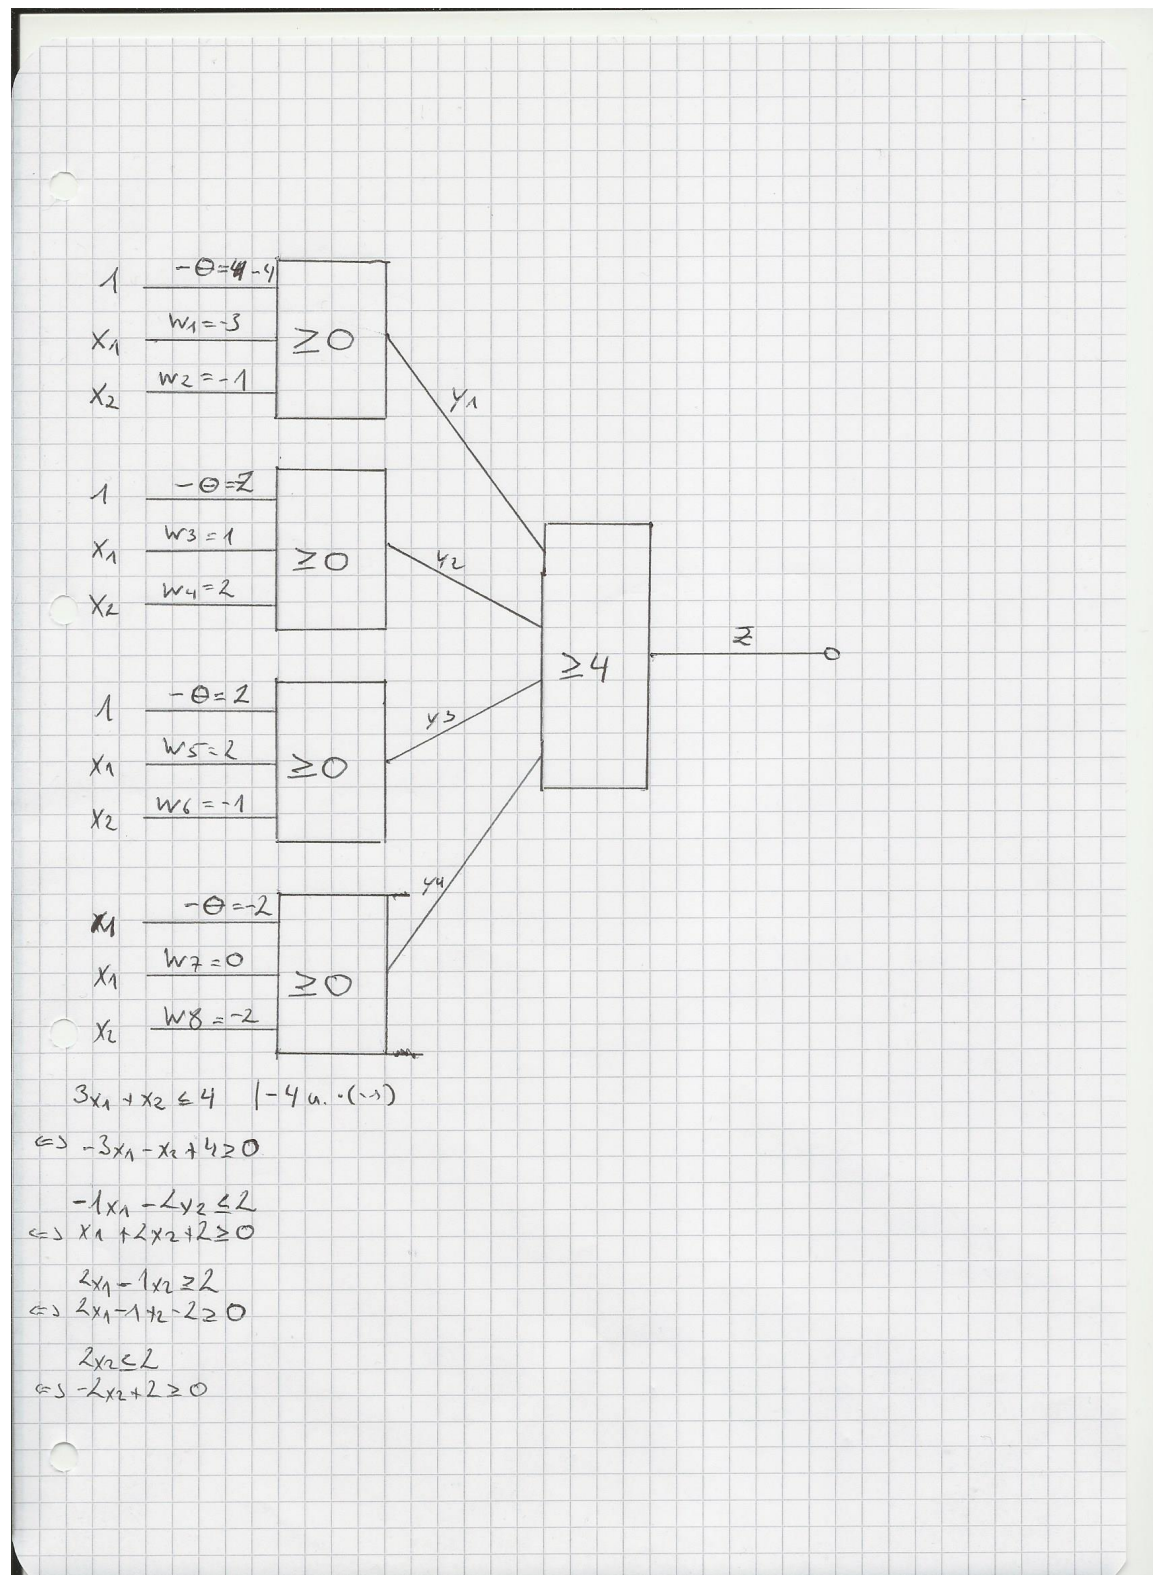 1 -Θ=-4
x1 w1=-3 ≥0
x2 w2=-1
y1
1 -Θ=2
x1 w3=1 ≥0
x2 w4=2
y2
≥4 z
1 -Θ=2
x1 w5=2 ≥0
x2 w6=-1
y3
1 -Θ=-2
x1 w7=0 ≥0
x2 w8=-2
y4
3x1+x2≤4 |-4 u. ·(-1)
⇔ -3x1-x2+4≥0
-1x1-2x2≤2
⇔ x1+2x2+2≥0
2x1-1x2≥2
⇔ 2x1-1x2-2≥0
2x2≤2
⇔ -2x2+2≥0